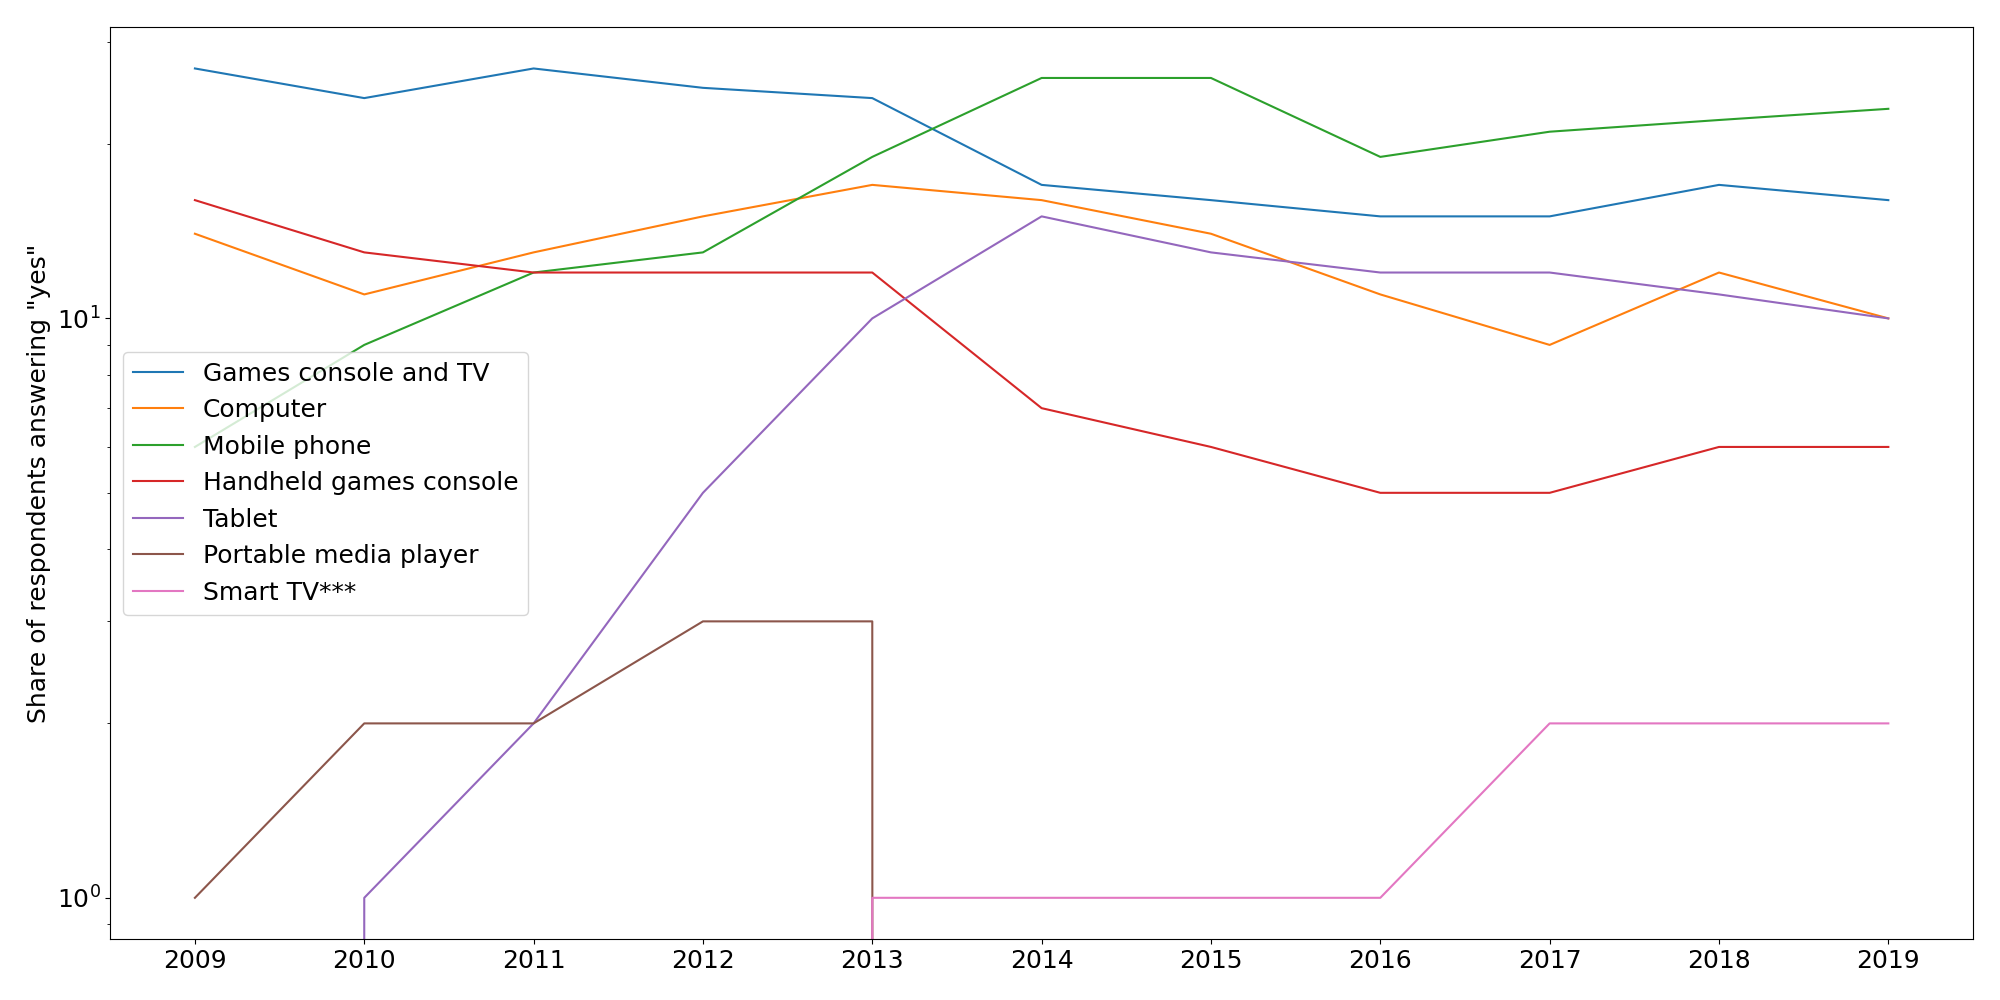 Share of respondents answering "yes"
10¹
10⁰
Games console and TV
Computer
Mobile phone
Handheld games console
Tablet
Portable media player
Smart TV***
2009 2010 2011 2012 2013 2014 2015 2016 2017 2018 2019